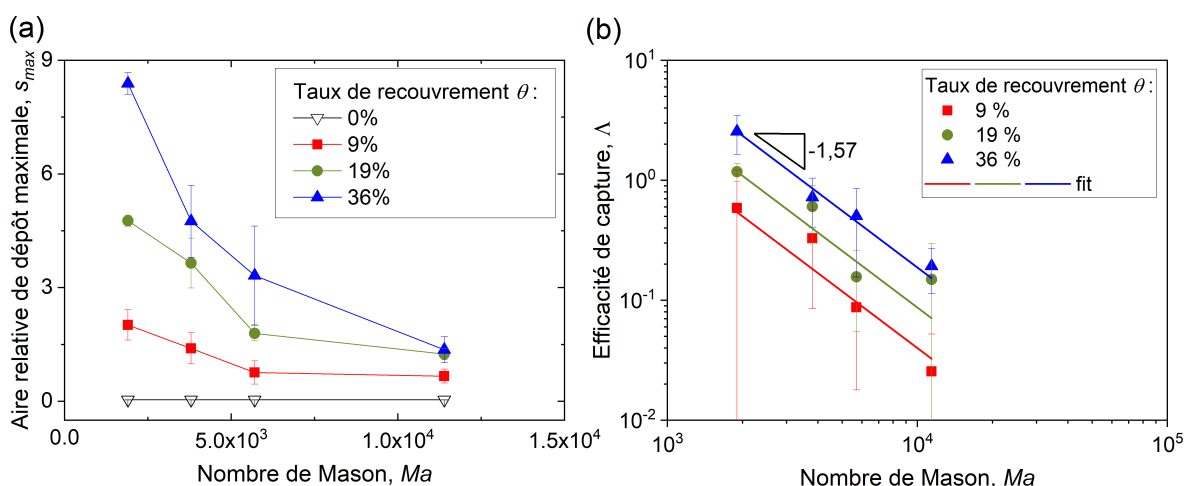 (a)
Aire relative de dépôt maximale, s_max
9
6
3
0
Taux de recouvrement θ :
0%
9%
19%
36%
0.0
5.0x10³
1.0x10⁴
1.5x10⁴
Nombre de Mason, Ma
(b)
Efficacité de capture, Λ
10¹
10⁰
10⁻¹
10⁻²
Taux de recouvrement θ :
9 %
19 %
36 %
fit
-1,57
10³
10⁴
10⁵
Nombre de Mason, Ma